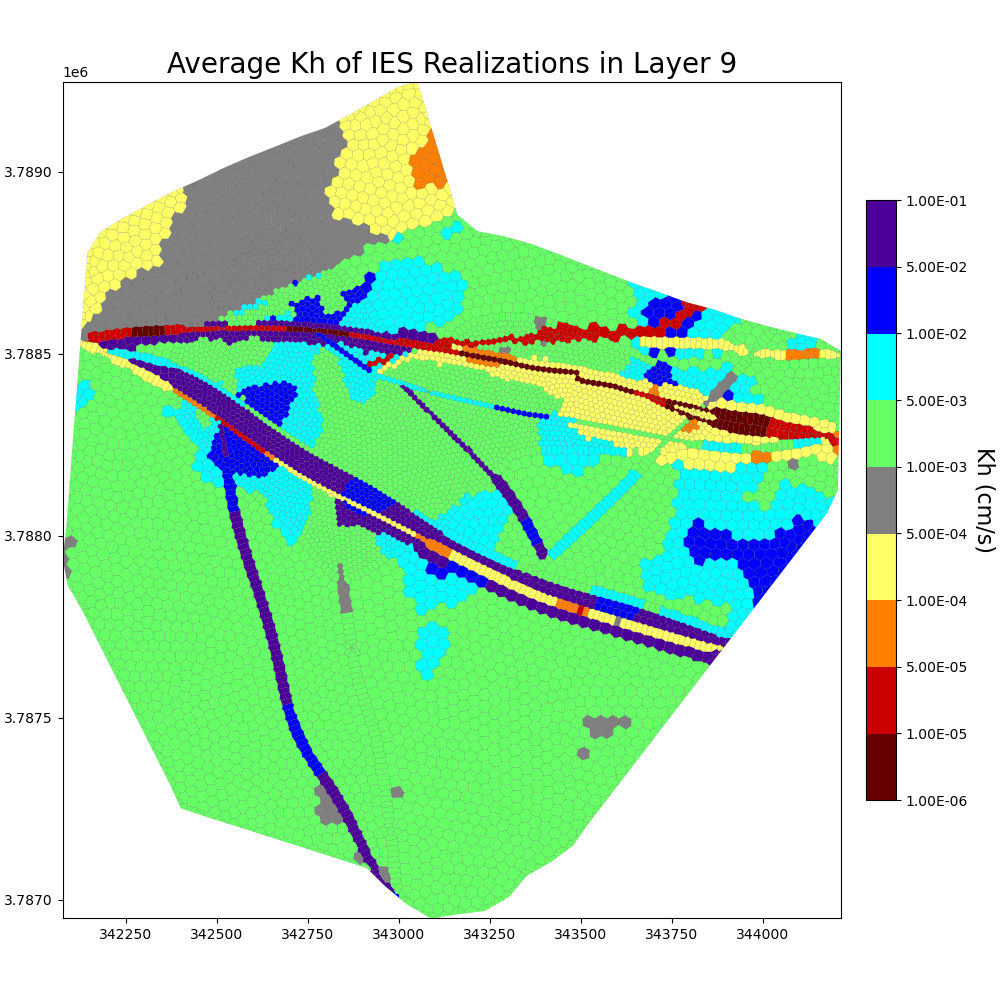 Average Kh of IES Realizations in Layer 9
1e6
3.7890
3.7885
3.7880
3.7875
3.7870
342250 342500 342750 343000 343250 343500 343750 344000
1.00E-01
5.00E-02
1.00E-02
5.00E-03
1.00E-03
5.00E-04
1.00E-04
5.00E-05
1.00E-05
1.00E-06
Kh (cm/s)